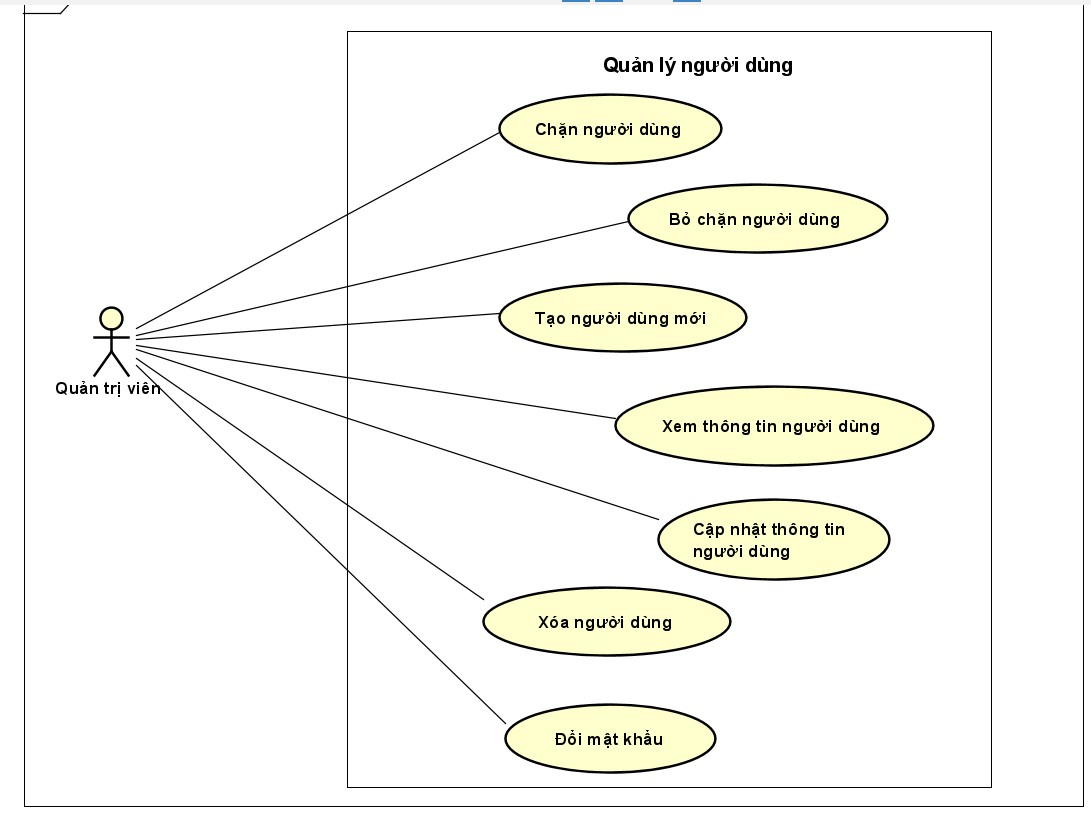 Quản lý người dùng
Chặn người dùng
Bỏ chặn người dùng
Tạo người dùng mới
Quản trị viên
Xem thông tin người dùng
Cập nhật thông tin
người dùng
Xóa người dùng
Đổi mật khẩu